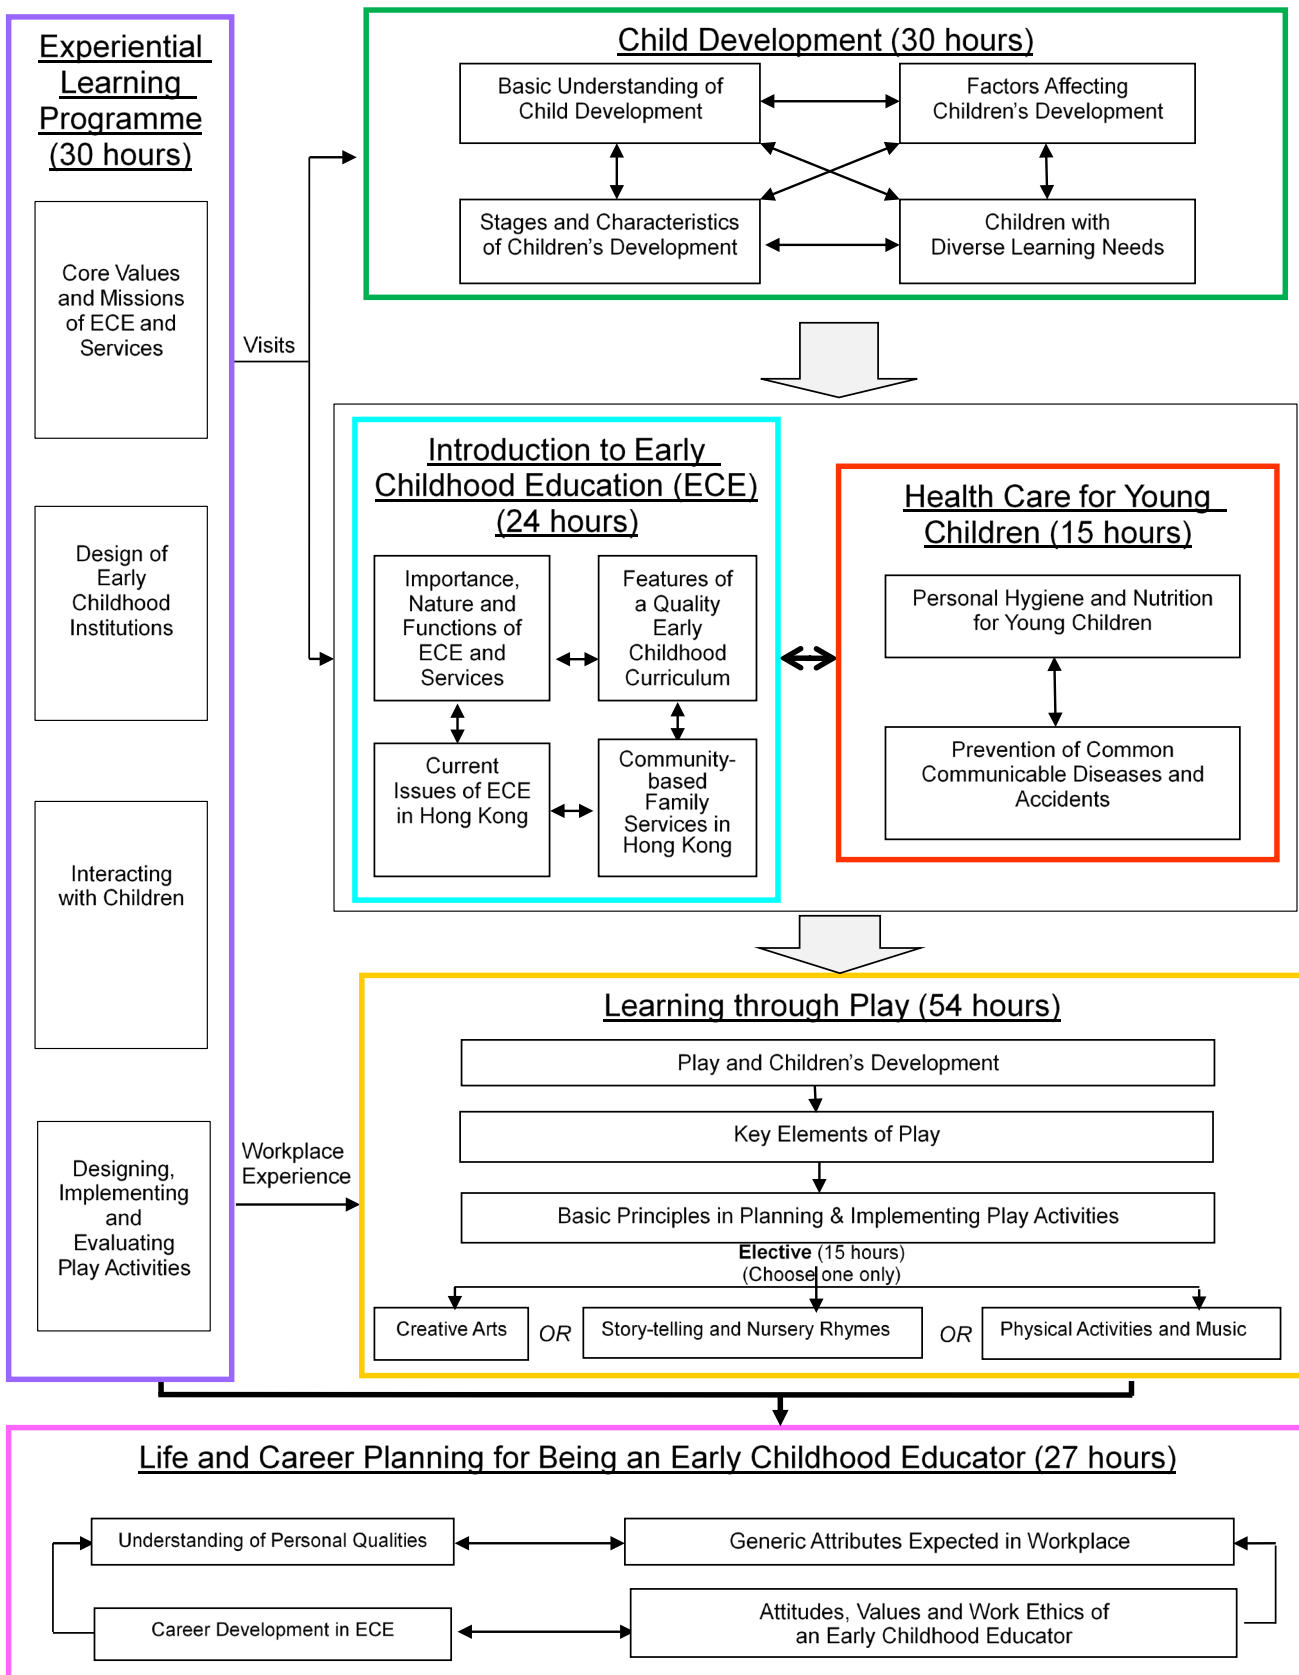 Experiential
Learning
Programme
(30 hours)
Core Values
and Missions
of ECE and
Services
Design of
Early
Childhood
Institutions
Interacting
with Children
Designing,
Implementing
and
Evaluating
Play Activities
Visits
Workplace
Experience
Child Development (30 hours)
Basic Understanding of
Child Development
Factors Affecting
Children’s Development
Stages and Characteristics
of Children’s Development
Children with
Diverse Learning Needs
Introduction to Early
Childhood Education (ECE)
(24 hours)
Importance,
Nature and
Functions of
ECE and
Services
Features of
a Quality
Early
Childhood
Curriculum
Current
Issues of ECE
in Hong Kong
Community-
based
Family
Services in
Hong Kong
Health Care for Young
Children (15 hours)
Personal Hygiene and Nutrition
for Young Children
Prevention of Common
Communicable Diseases and
Accidents
Learning through Play (54 hours)
Play and Children’s Development
Key Elements of Play
Basic Principles in Planning & Implementing Play Activities
Elective (15 hours)
(Choose one only)
Creative Arts
OR
Story-telling and Nursery Rhymes
OR
Physical Activities and Music
Life and Career Planning for Being an Early Childhood Educator (27 hours)
Understanding of Personal Qualities
Generic Attributes Expected in Workplace
Career Development in ECE
Attitudes, Values and Work Ethics of
an Early Childhood Educator